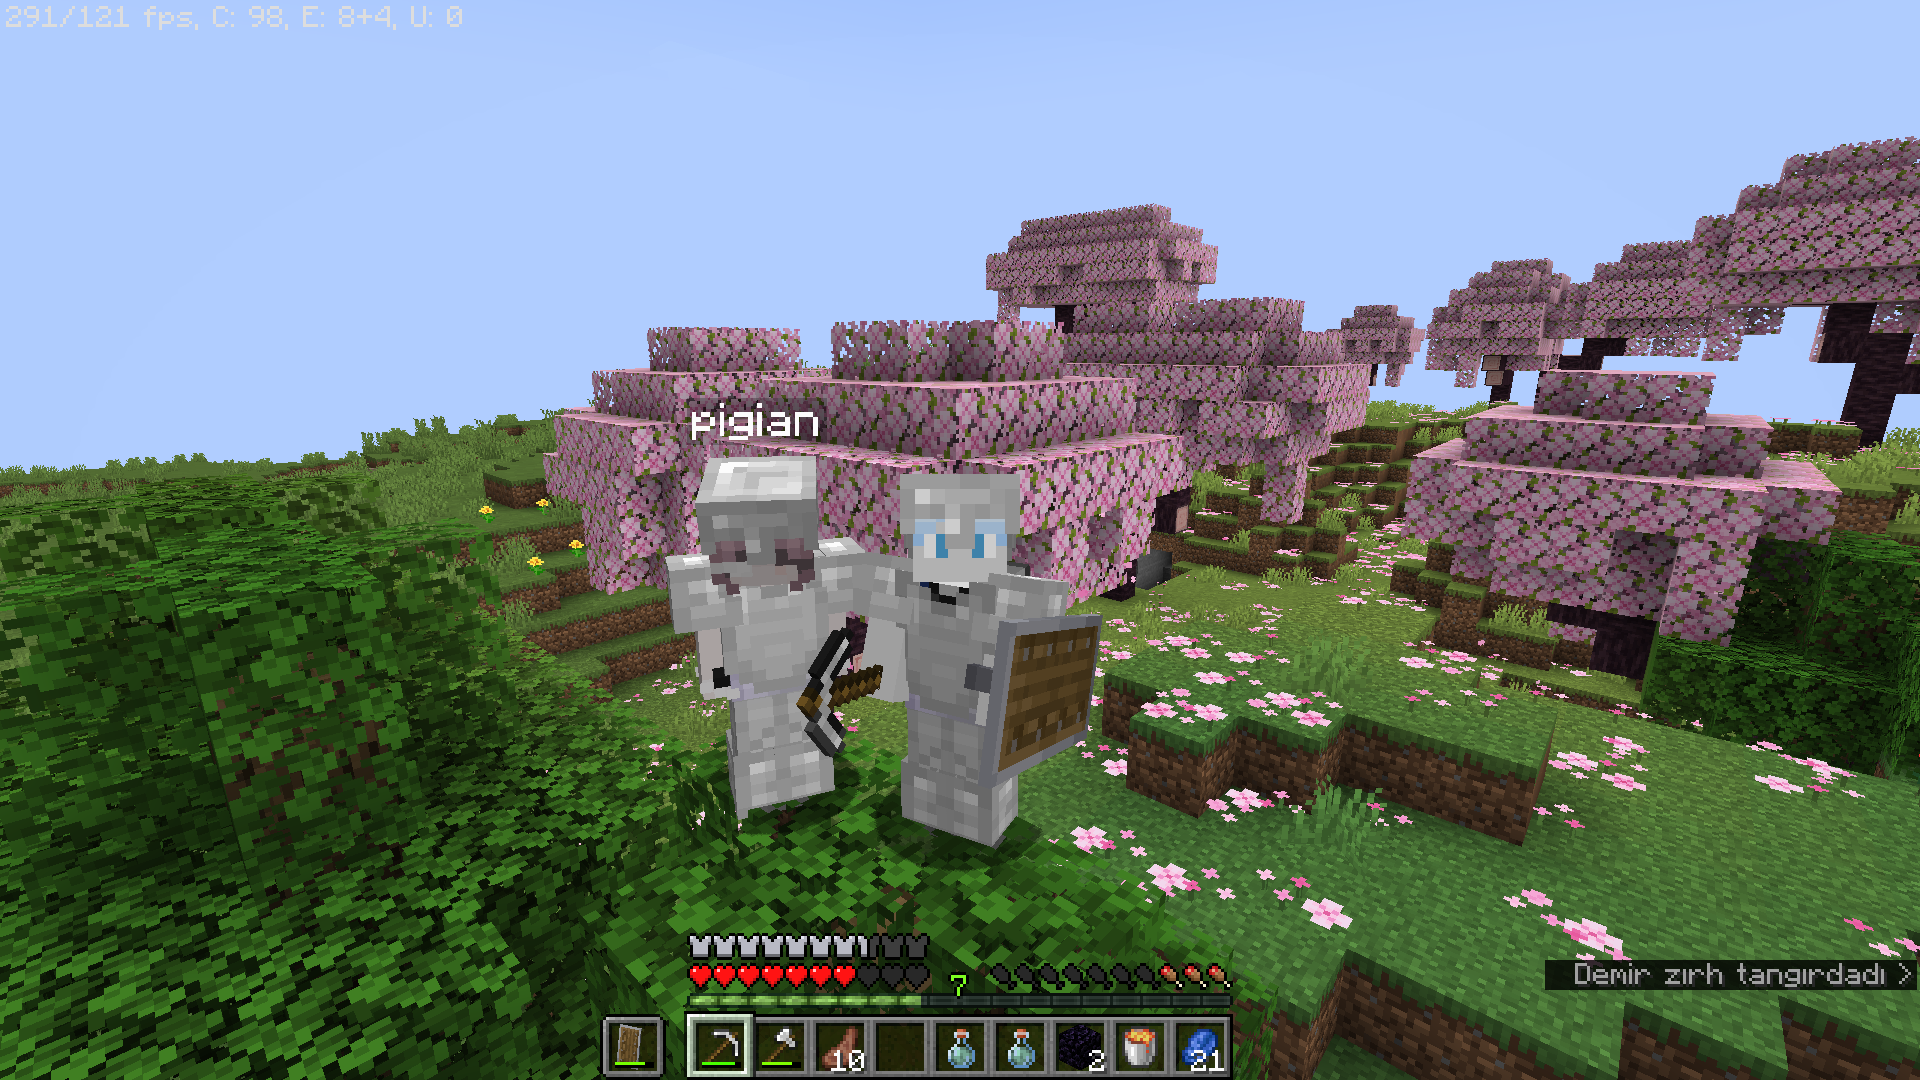 291/121 fps, C: 98, E: 8+4, U: 0
pigian
Demir zırh tangırdadı >
7
10
2
21